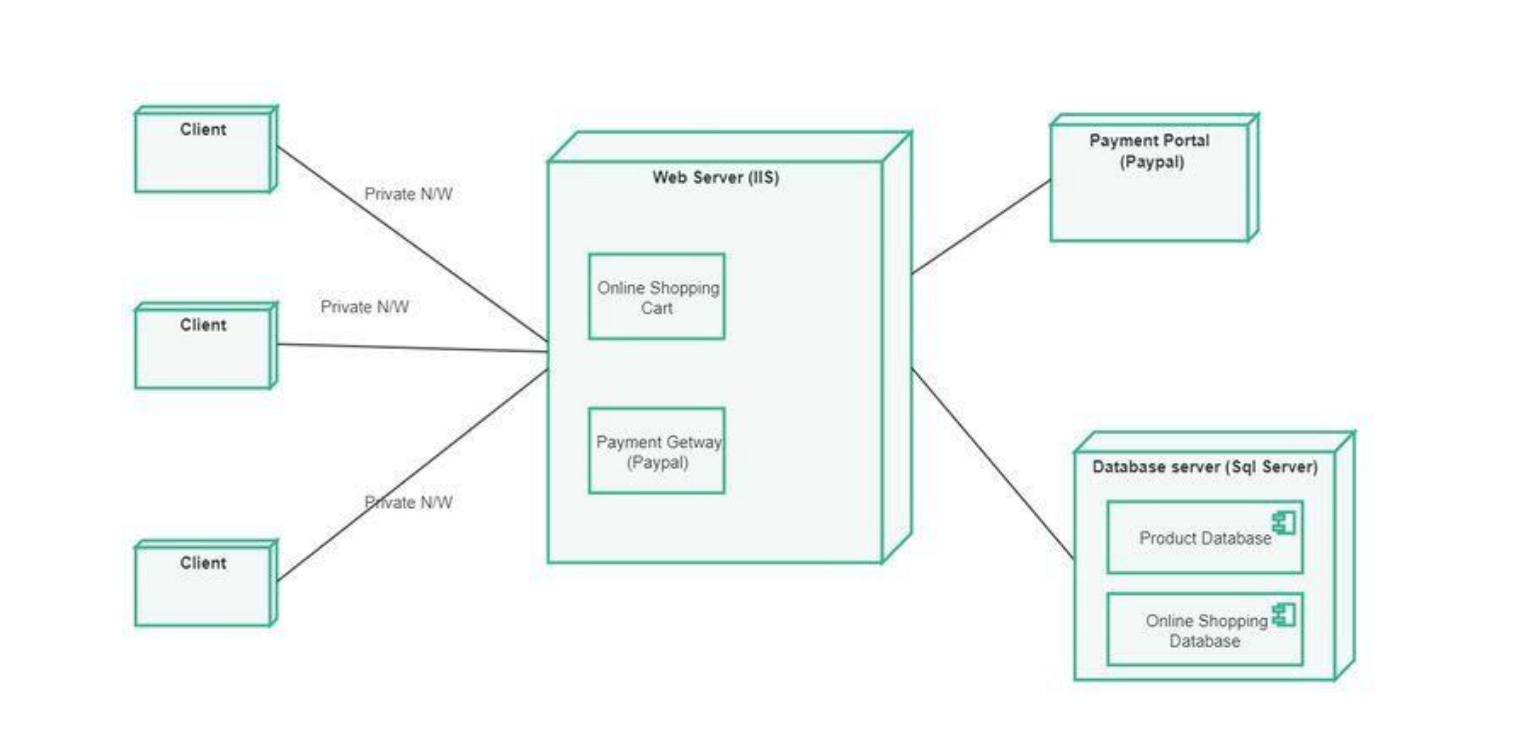 Client
Private N/W
Client
Private N/W
Client
Private N/W
Web Server (IIS)
Online Shopping
Cart
Payment Getway
(Paypal)
Payment Portal
(Paypal)
Database server (Sql Server)
Product Database
Online Shopping
Database